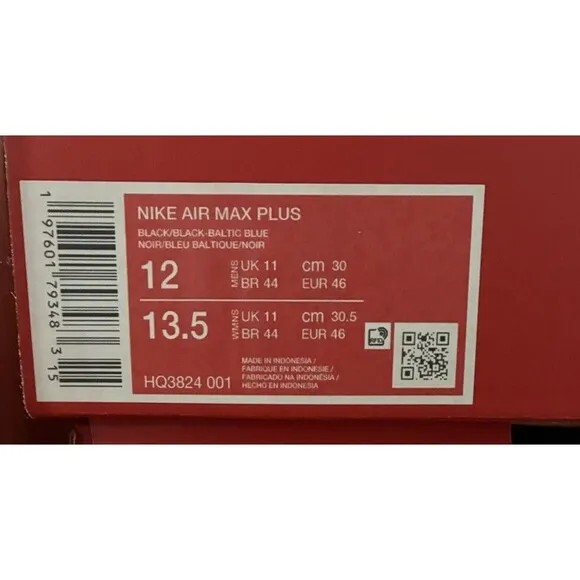 NIKE AIR MAX PLUS
BLACK/BLACK-BALTIC BLUE
NOIR/BLEU BALTIQUE/NOIR
12 MENS UK 11 cm 30
BR 44 EUR 46
13.5 WMNS UK 11 cm 30.5
BR 44 EUR 46
HQ3824 001
MADE IN INDONESIA /
FABRIQUÉ EN INDONESIE /
FABRICADO NA INDONÉSIA /
HECHO EN INDONESIA
RFID
1 97601 79348 3 15